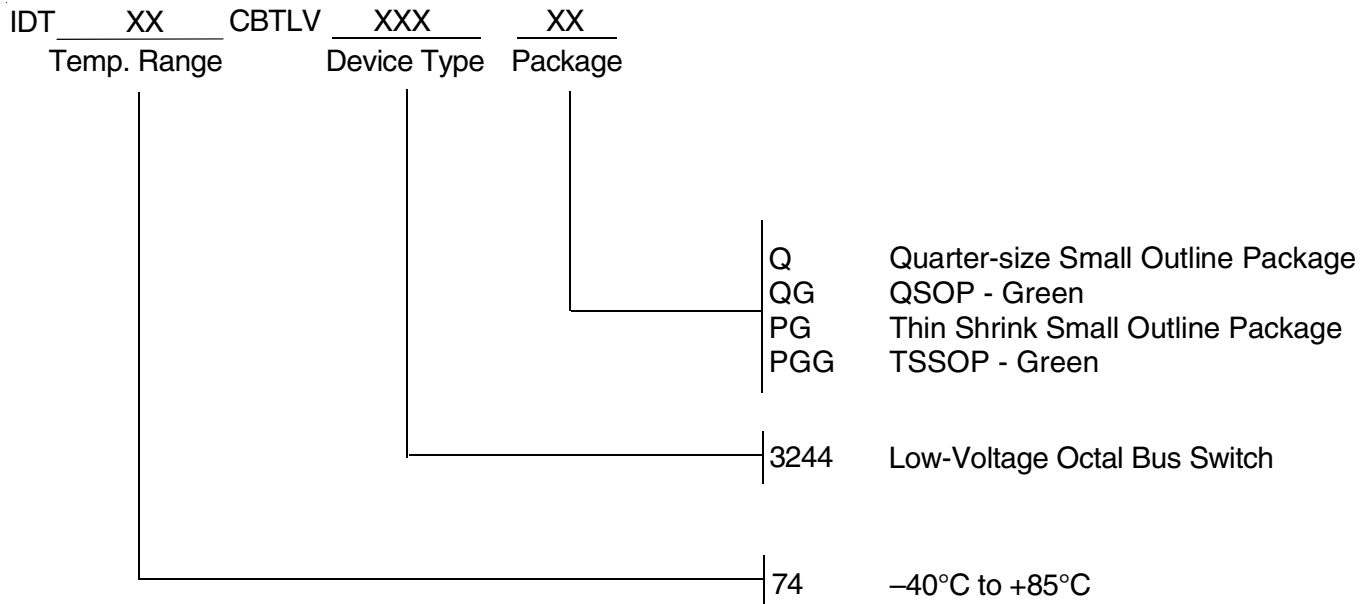 IDT XX CBTLV XXX XX
Temp. Range Device Type Package
Q Quarter-size Small Outline Package
QG QSOP - Green
PG Thin Shrink Small Outline Package
PGG TSSOP - Green
3244 Low-Voltage Octal Bus Switch
74 –40°C to +85°C